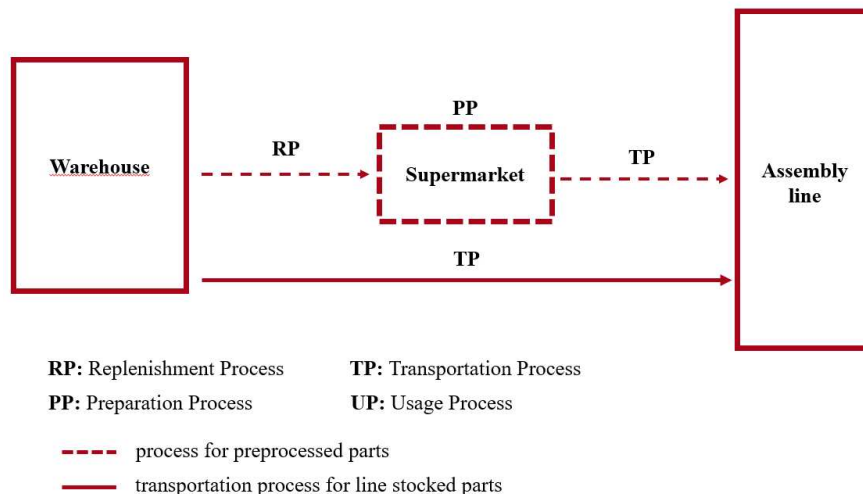 PP
RP
TP
Warehouse
Supermarket
Assembly
line
TP
RP: Replenishment Process
TP: Transportation Process
PP: Preparation Process
UP: Usage Process
process for preprocessed parts
transportation process for line stocked parts